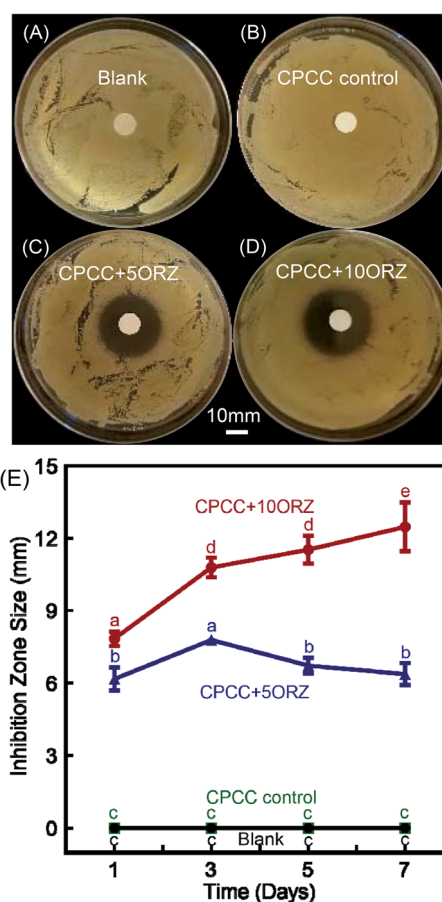 (A)
Blank
(B)
CPCC control
(C)
CPCC+5ORZ
(D)
CPCC+10ORZ
10mm
(E)
15
12
9
6
3
0
Inhibition Zone Size (mm)
CPCC+10ORZ
a
d
d
e
b
a
b
b
CPCC+5ORZ
CPCC control
c
c
c
c
c
c
Blank
c
c
1
3
5
7
Time (Days)